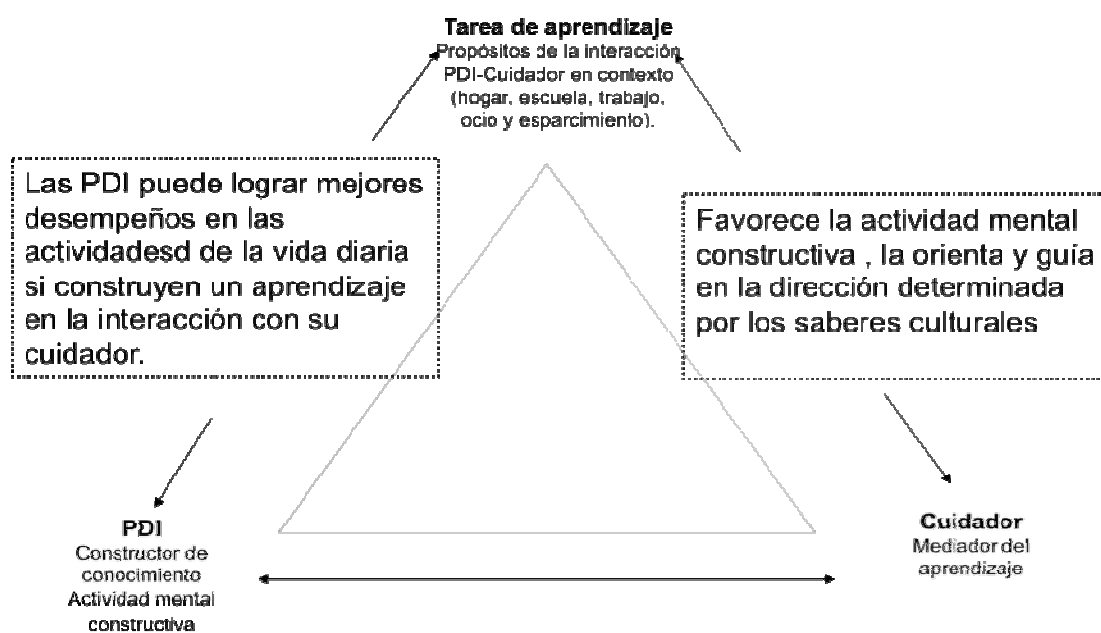 Tarea de aprendizaje
Propósitos de la interacción
PDI-Cuidador en contexto
(hogar, escuela, trabajo,
ocio y esparcimiento).
Las PDI puede lograr mejores
desempeños en las
actividadesd de la vida diaria
si construyen un aprendizaje
en la interacción con su
cuidador.
Favorece la actividad mental
constructiva , la orienta y guía
en la dirección determinada
por los saberes culturales
PDI
Constructor de
conocimiento
Actividad mental
constructiva
Cuidador
Mediador del
aprendizaje